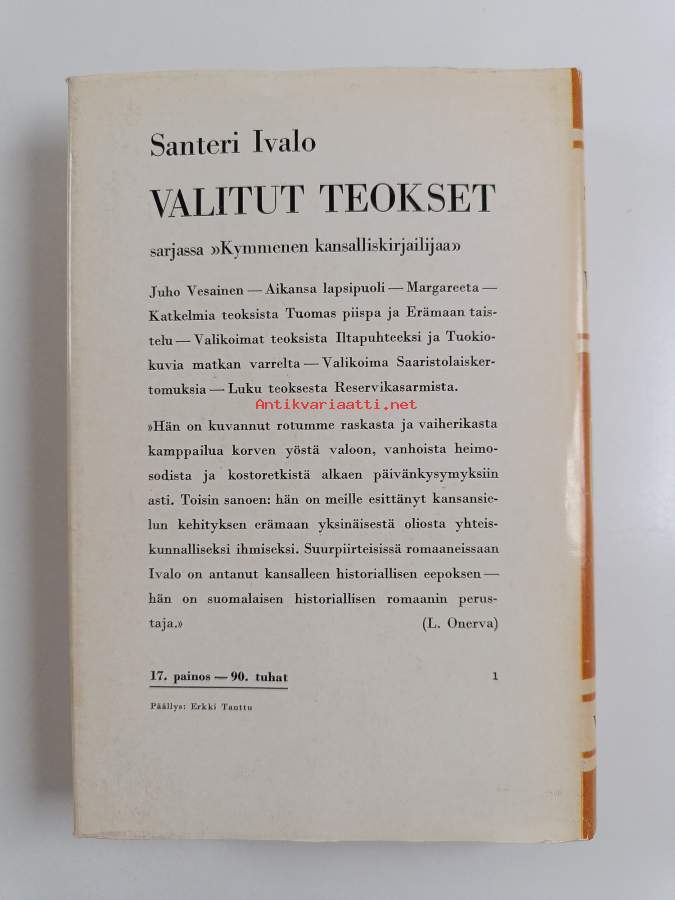 Santeri Ivalo
VALITUT TEOKSET
sarjassa »Kymmenen kansalliskirjailijaa»
Juho Vesainen — Aikansa lapsipuoli — Margareeta —
Katkelmia teoksista Tuomas piispa ja Erämaan tais-
telu — Valikoimat teoksista Iltapuhteeksi ja Tuokio-
kuvia matkan varrelta — Valikoima Saaristolaisker-
tomuksia — Luku teoksesta Reservikasarmista.
Antikvariaatti.net
»Hän on kuvannut rotumme raskasta ja vaiherikasta
kamppailua korven yöstä valoon, vanhoista heimo-
sodista ja kostoretkistä alkaen päivänkysymyksiin
asti. Toisin sanoen: hän on meille esittänyt kansansie-
lun kehityksen erämaan yksinäisestä oliosta yhteis-
kunnalliseksi ihmiseksi. Suurpiirteisissä romaaneissaan
Ivalo on antanut kansalleen historiallisen eepoksen —
hän on suomalaisen historiallisen romaanin perus-
taja.» (L. Onerva)
17. painos — 90. tuhat 1
Päällys: Erkki Tanttu